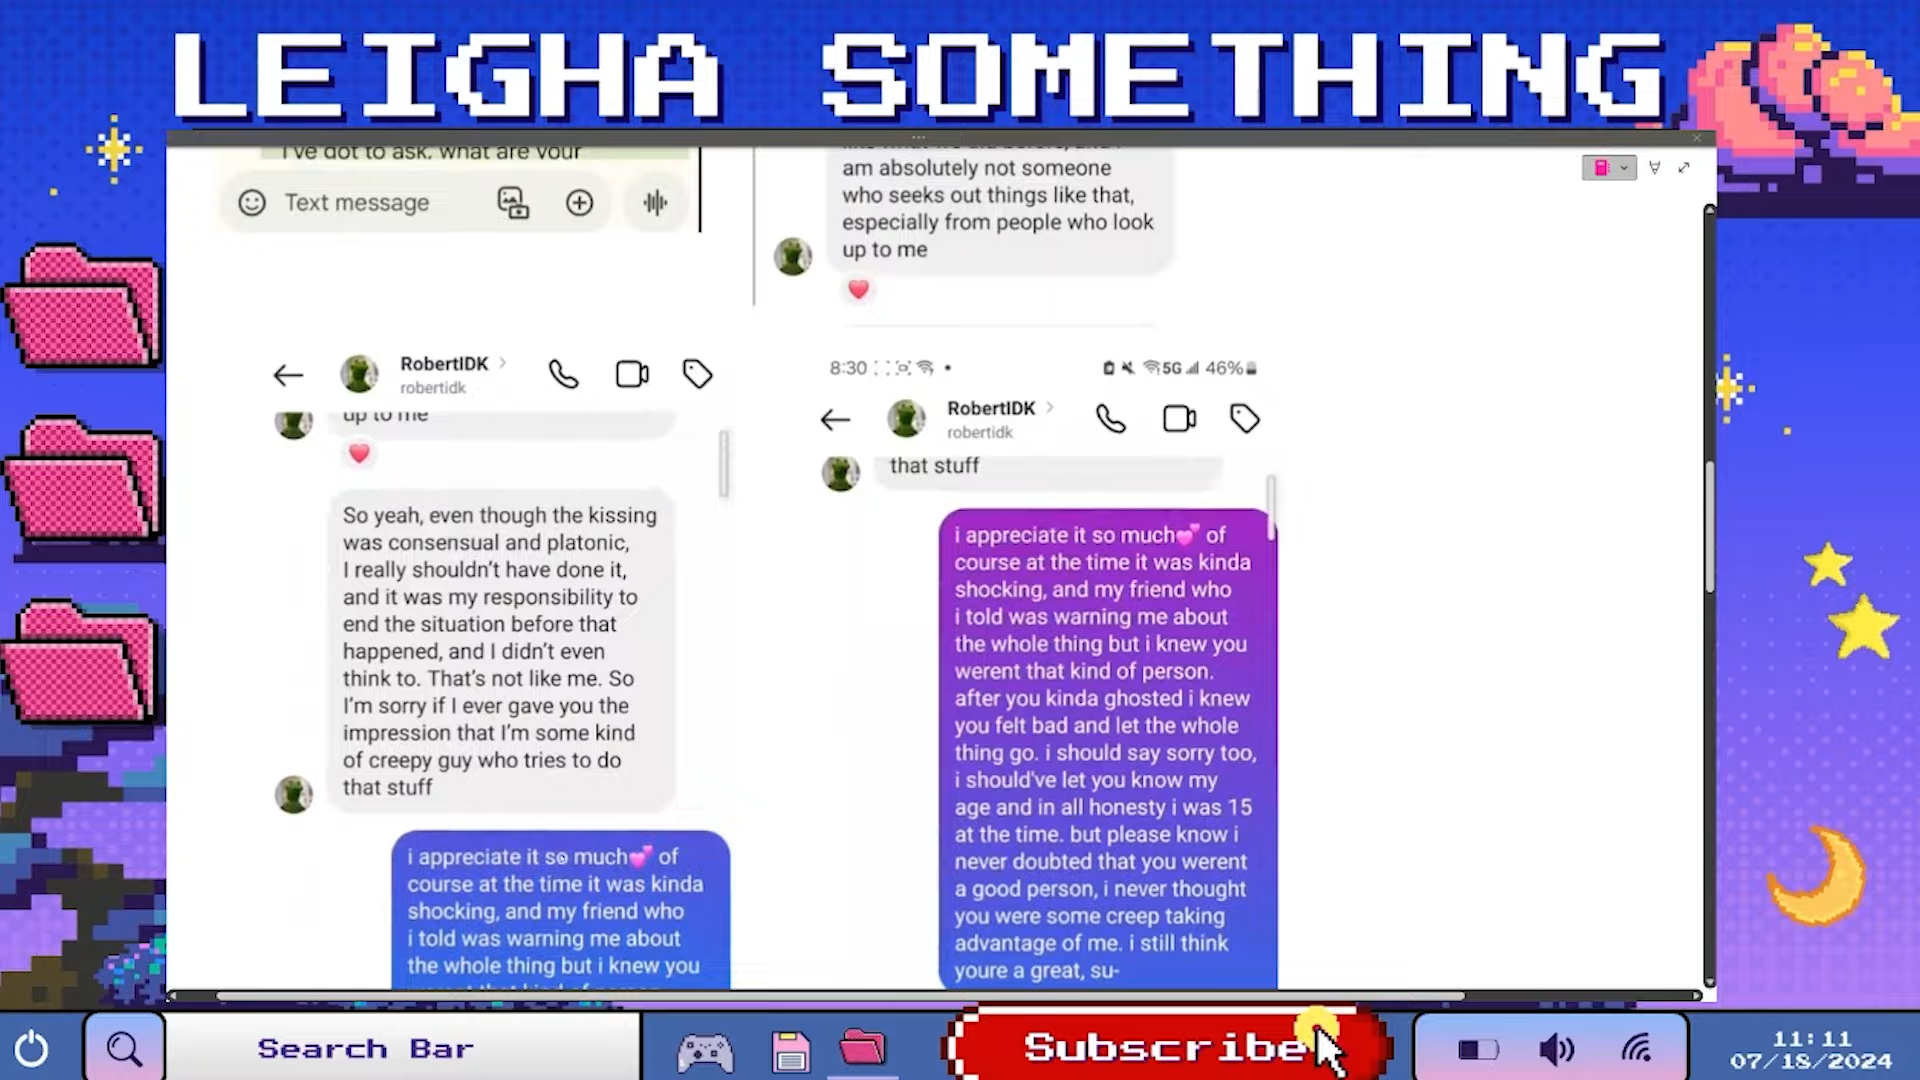 LEIGHA SOMETHING
I've got to ask, what are your
Text message
am absolutely not someone
who seeks out things like that,
especially from people who look
up to me
RobertIDK
robertidk
up to me
So yeah, even though the kissing
was consensual and platonic,
I really shouldn't have done it,
and it was my responsibility to
end the situation before that
happened, and I didn't even
think to. That's not like me. So
I'm sorry if I ever gave you the
impression that I'm some kind
of creepy guy who tries to do
that stuff
i appreciate it so much💕 of
course at the time it was kinda
shocking, and my friend who
i told was warning me about
the whole thing but i knew you
8:30
5G 46%
RobertIDK
robertidk
that stuff
i appreciate it so much💕 of
course at the time it was kinda
shocking, and my friend who
i told was warning me about
the whole thing but i knew you
werent that kind of person.
after you kinda ghosted i knew
you felt bad and let the whole
thing go. i should say sorry too,
i should've let you know my
age and in all honesty i was 15
at the time. but please know i
never doubted that you werent
a good person, i never thought
you were some creep taking
advantage of me. i still think
youre a great, su-
Search Bar
Subscribe
11:11
07/18/2024